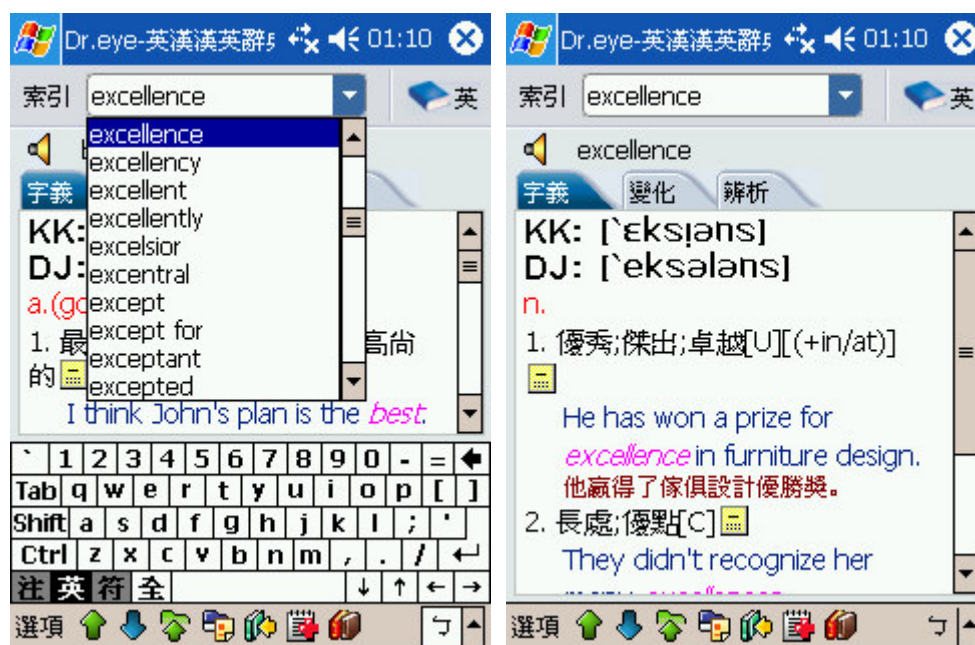 Dr.eye-英漢漢英辭 01:10
索引 excellence 英
excellence
excellency
excellent
excellently
excelsior
excentral
except
except for
exceptant
excepted
字義
KK:
DJ:
a.(go
1. 最 高尚
的
I think John's plan is the best.
` 1 2 3 4 5 6 7 8 9 0 - =
Tab q w e r t y u i o p [ ]
Shift a s d f g h j k l ; '
Ctrl z x c v b n m , . /
注 英 符 全 ↓ ↑ ← →
選項 ㄅ
Dr.eye-英漢漢英辭 01:10
索引 excellence 英
excellence
字義 變化 辨析
KK: [`ɛksḷəns]
DJ: [`eksələns]
n.
1. 優秀;傑出;卓越[U][(+in/at)]
He has won a prize for
excellence in furniture design.
他贏得了傢俱設計優勝獎。
2. 長處;優點[C]
They didn't recognize her
選項 ㄅ